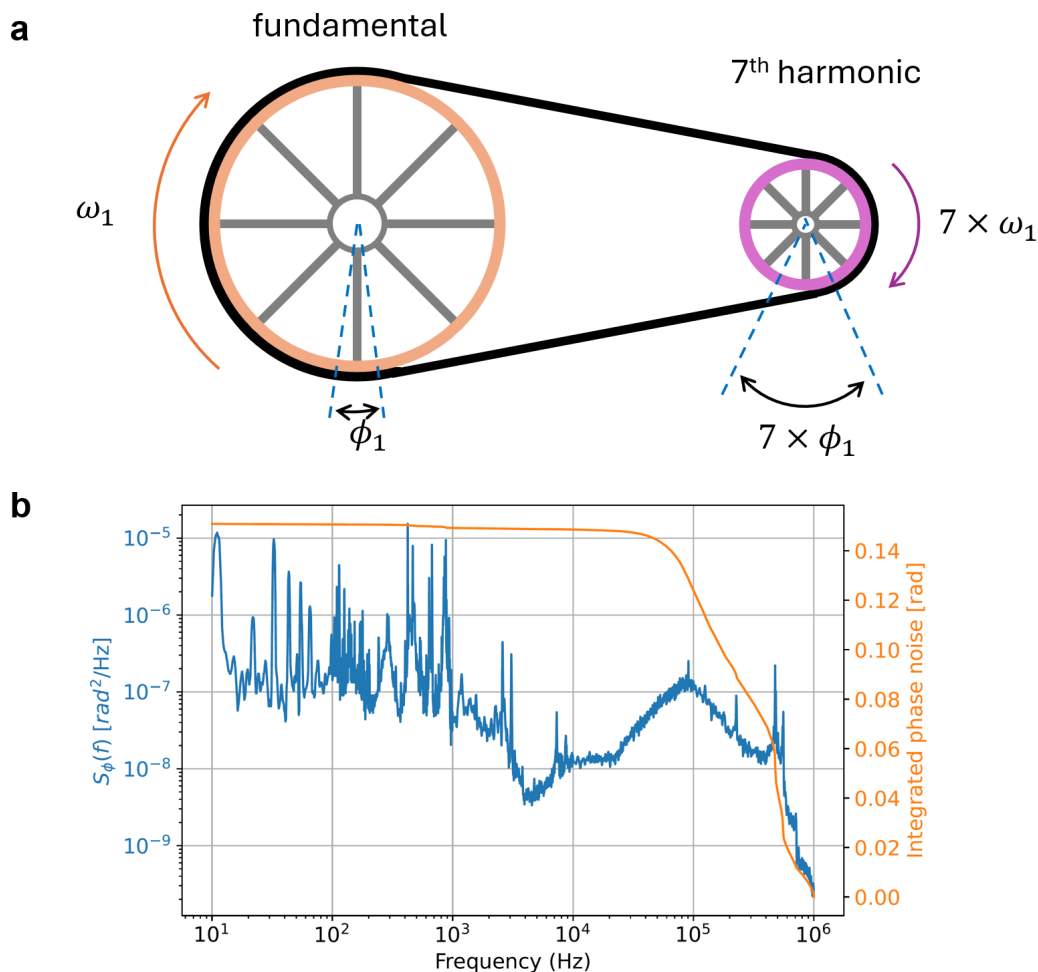 a
fundamental
7th harmonic
ω1
7 × ω1
ϕ1
7 × ϕ1
b
Sϕ(f) [rad²/Hz]
10⁻⁵
10⁻⁶
10⁻⁷
10⁻⁸
10⁻⁹
0.14
0.12
0.10
0.08
0.06
0.04
0.02
0.00
Integrated phase noise [rad]
10¹ 10² 10³ 10⁴ 10⁵ 10⁶
Frequency (Hz)